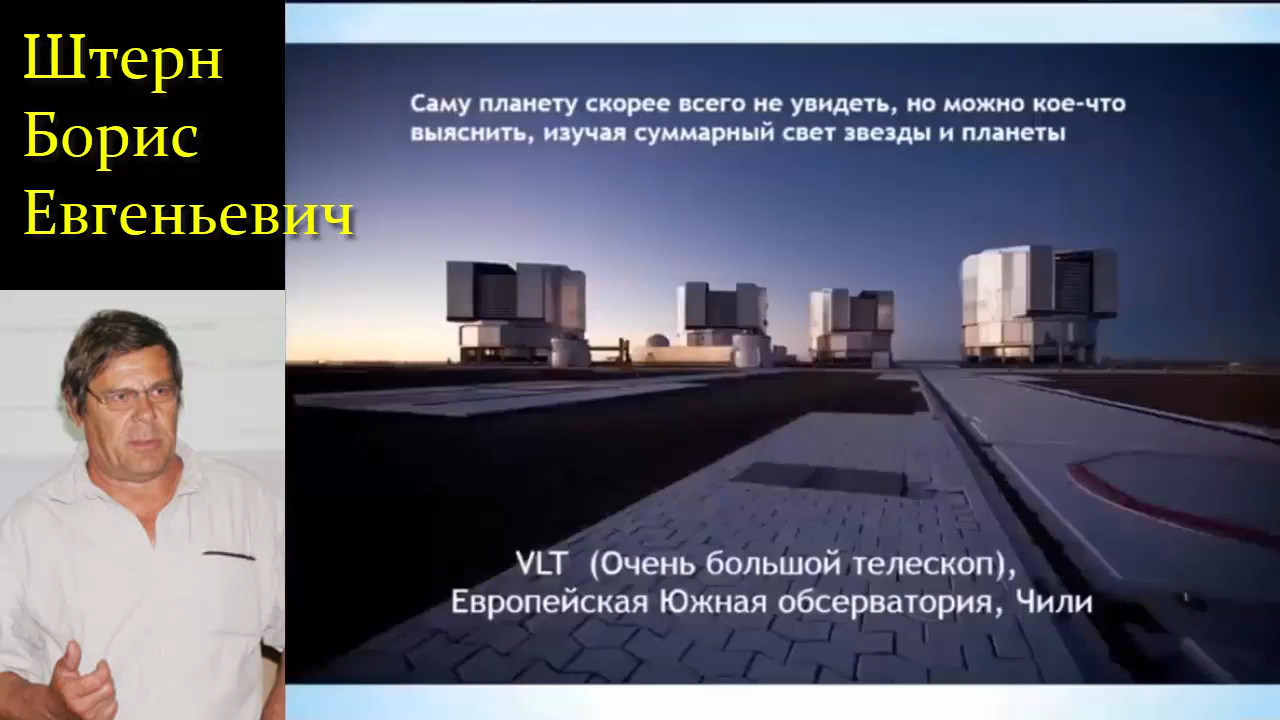 Штерн
Борис
Евгеньевич
Саму планету скорее всего не увидеть, но можно кое-что
выяснить, изучая суммарный свет звезды и планеты
VLT (Очень большой телескоп),
Европейская Южная обсерватория, Чили